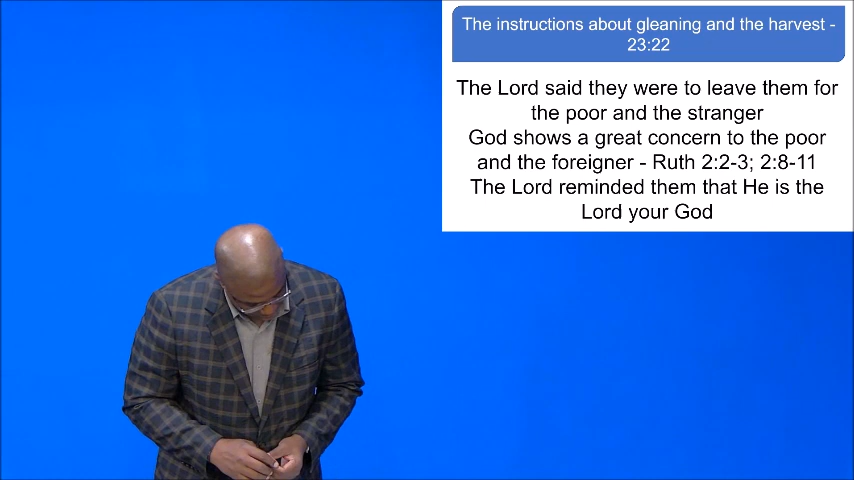 The instructions about gleaning and the harvest -
23:22
The Lord said they were to leave them for
the poor and the stranger
God shows a great concern to the poor
and the foreigner - Ruth 2:2-3; 2:8-11
The Lord reminded them that He is the
Lord your God